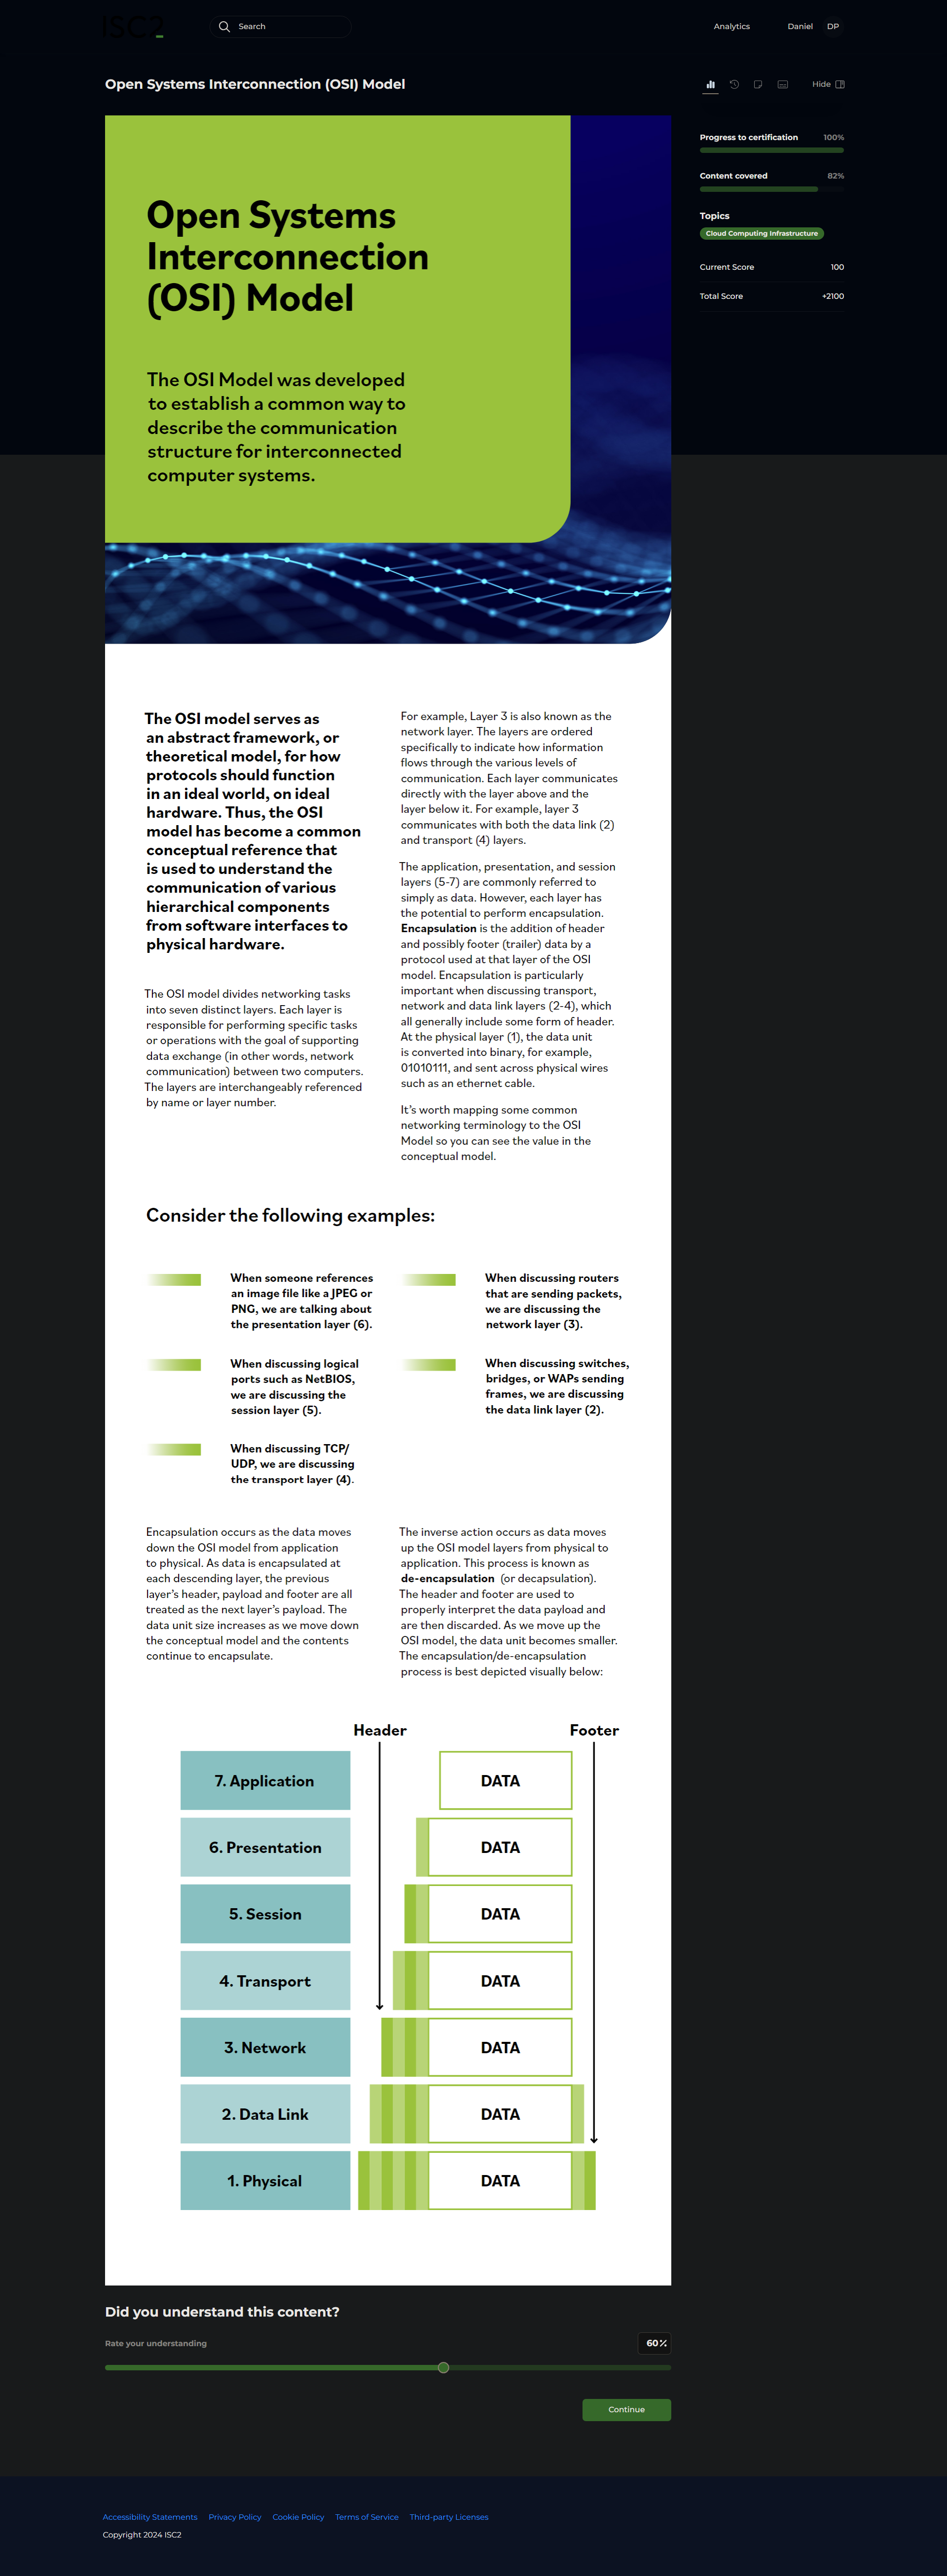 ISC2
Search
Analytics
Daniel
DP
Open Systems Interconnection (OSI) Model
Hide
Open Systems
Interconnection
(OSI) Model
The OSI Model was developed
to establish a common way to
describe the communication
structure for interconnected
computer systems.
Progress to certification 100%
Content covered 82%
Topics
Cloud Computing Infrastructure
Current Score 100
Total Score +2100
The OSI model serves as
an abstract framework, or
theoretical model, for how
protocols should function
in an ideal world, on ideal
hardware. Thus, the OSI
model has become a common
conceptual reference that
is used to understand the
communication of various
hierarchical components
from software interfaces to
physical hardware.
The OSI model divides networking tasks
into seven distinct layers. Each layer is
responsible for performing specific tasks
or operations with the goal of supporting
data exchange (in other words, network
communication) between two computers.
The layers are interchangeably referenced
by name or layer number.
For example, Layer 3 is also known as the
network layer. The layers are ordered
specifically to indicate how information
flows through the various levels of
communication. Each layer communicates
directly with the layer above and the
layer below it. For example, layer 3
communicates with both the data link (2)
and transport (4) layers.
The application, presentation, and session
layers (5-7) are commonly referred to
simply as data. However, each layer has
the potential to perform encapsulation.
Encapsulation is the addition of header
and possibly footer (trailer) data by a
protocol used at that layer of the OSI
model. Encapsulation is particularly
important when discussing transport,
network and data link layers (2-4), which
all generally include some form of header.
At the physical layer (1), the data unit
is converted into binary, for example,
01010111, and sent across physical wires
such as an ethernet cable.
It's worth mapping some common
networking terminology to the OSI
Model so you can see the value in the
conceptual model.
Consider the following examples:
When someone references
an image file like a JPEG or
PNG, we are talking about
the presentation layer (6).
When discussing logical
ports such as NetBIOS,
we are discussing the
session layer (5).
When discussing TCP/
UDP, we are discussing
the transport layer (4).
When discussing routers
that are sending packets,
we are discussing the
network layer (3).
When discussing switches,
bridges, or WAPs sending
frames, we are discussing
the data link layer (2).
Encapsulation occurs as the data moves
down the OSI model from application
to physical. As data is encapsulated at
each descending layer, the previous
layer's header, payload and footer are all
treated as the next layer's payload. The
data unit size increases as we move down
the conceptual model and the contents
continue to encapsulate.
The inverse action occurs as data moves
up the OSI model layers from physical to
application. This process is known as
de-encapsulation (or decapsulation).
The header and footer are used to
properly interpret the data payload and
are then discarded. As we move up the
OSI model, the data unit becomes smaller.
The encapsulation/de-encapsulation
process is best depicted visually below:
Header
Footer
7. Application DATA
6. Presentation DATA
5. Session DATA
4. Transport DATA
3. Network DATA
2. Data Link DATA
1. Physical DATA
Did you understand this content?
Rate your understanding
60%
Continue
Accessibility Statements Privacy Policy Cookie Policy Terms of Service Third-party Licenses
Copyright 2024 ISC2